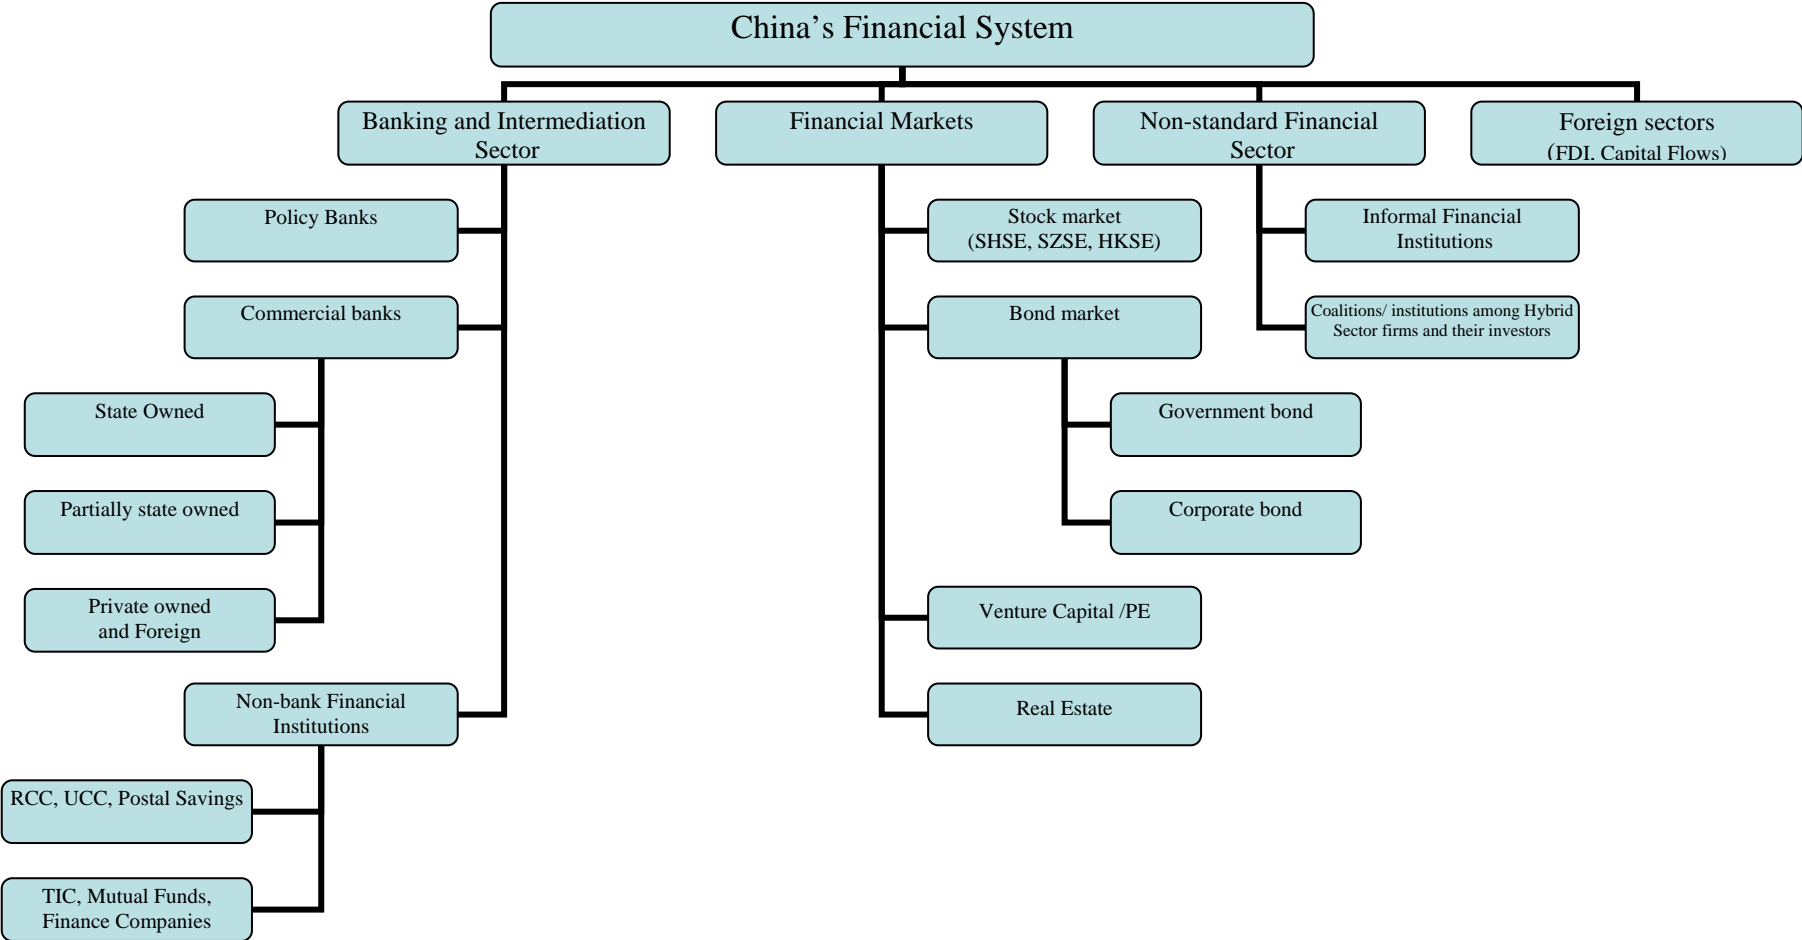 China’s Financial System
Banking and Intermediation
Sector
Financial Markets
Non-standard Financial
Sector
Foreign sectors
(FDI, Capital Flows)
Policy Banks
Stock market
(SHSE, SZSE, HKSE)
Informal Financial
Institutions
Commercial banks
Bond market
Coalitions/ institutions among Hybrid
Sector firms and their investors
State Owned
Government bond
Partially state owned
Corporate bond
Private owned
and Foreign
Venture Capital /PE
Non-bank Financial
Institutions
Real Estate
RCC, UCC, Postal Savings
TIC, Mutual Funds,
Finance Companies